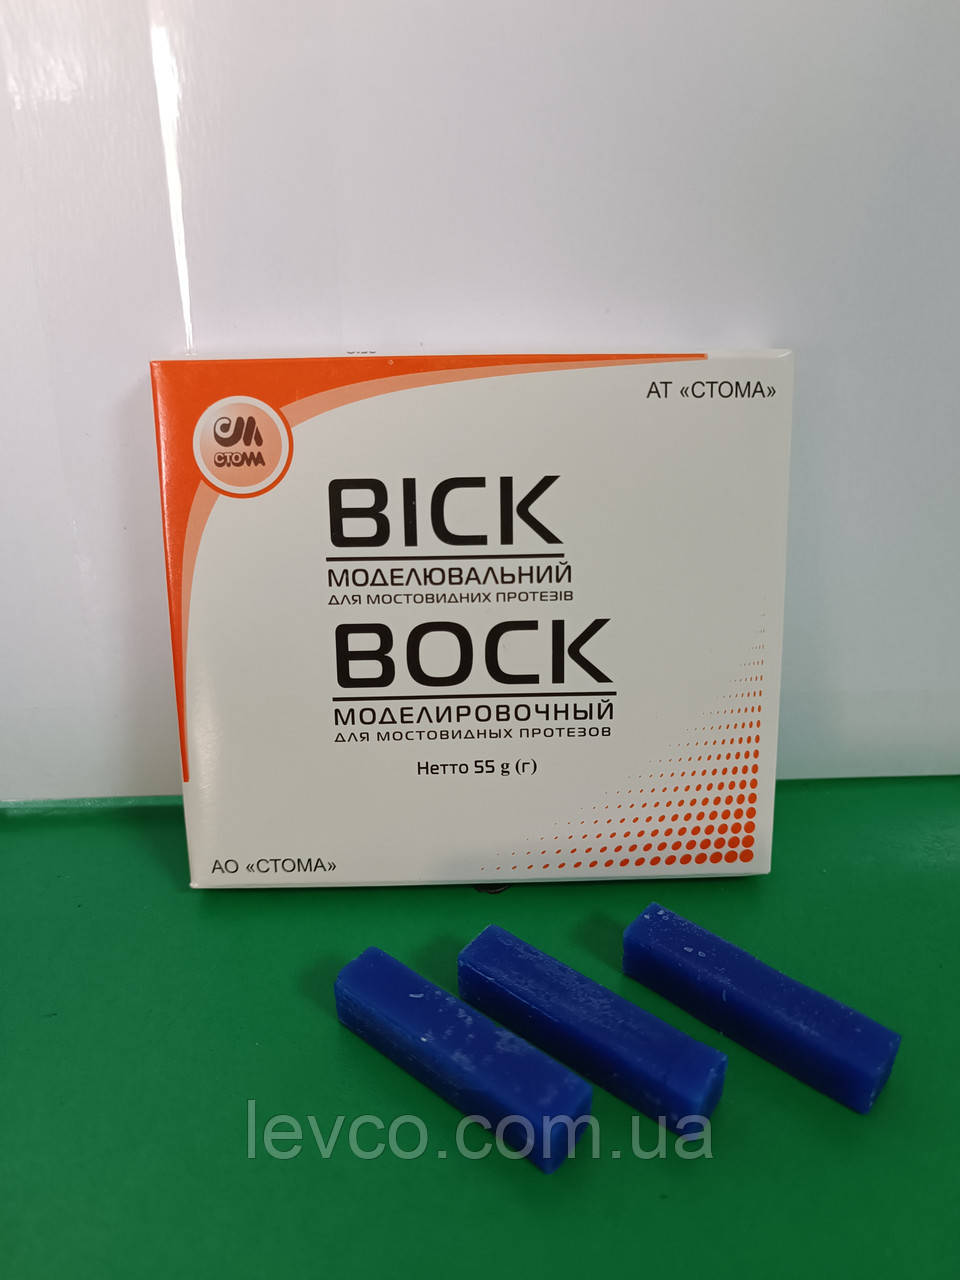 АТ «СТОМА»
СМ
СТОМА
ВІСК
МОДЕЛЮВАЛЬНИЙ
ДЛЯ МОСТОВИДНИХ ПРОТЕЗІВ
ВОСК
МОДЕЛИРОВОЧНЫЙ
ДЛЯ МОСТОВИДНЫХ ПРОТЕЗОВ
Нетто 55 g (г)
АО «СТОМА»
levco.com.ua